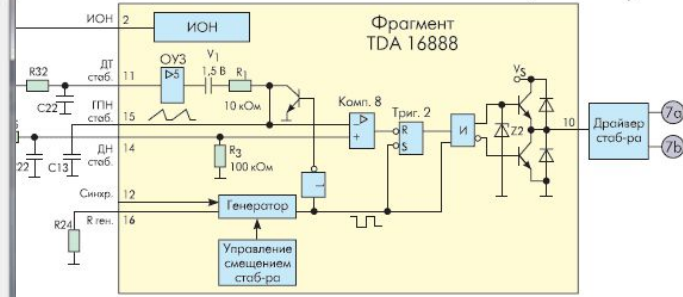 Фрагмент
TDA 16888
ИОН 2
ИОН
R32
ДТ
стаб. 11
C22
ОУ3
▷5
V1
1,5 В
R1
10 кОм
ГПН
стаб. 15
Комп. 8
▷
–
+
Триг. 2
R
S
И
VS
Z2
10
Драйвер
стаб-ра
7a
7b
22
C13
ДН
стаб. 14
R3
100 кОм
1
Синхр. 12
R ген. 16
R24
Генератор
Управление
смещением
стаб-ра